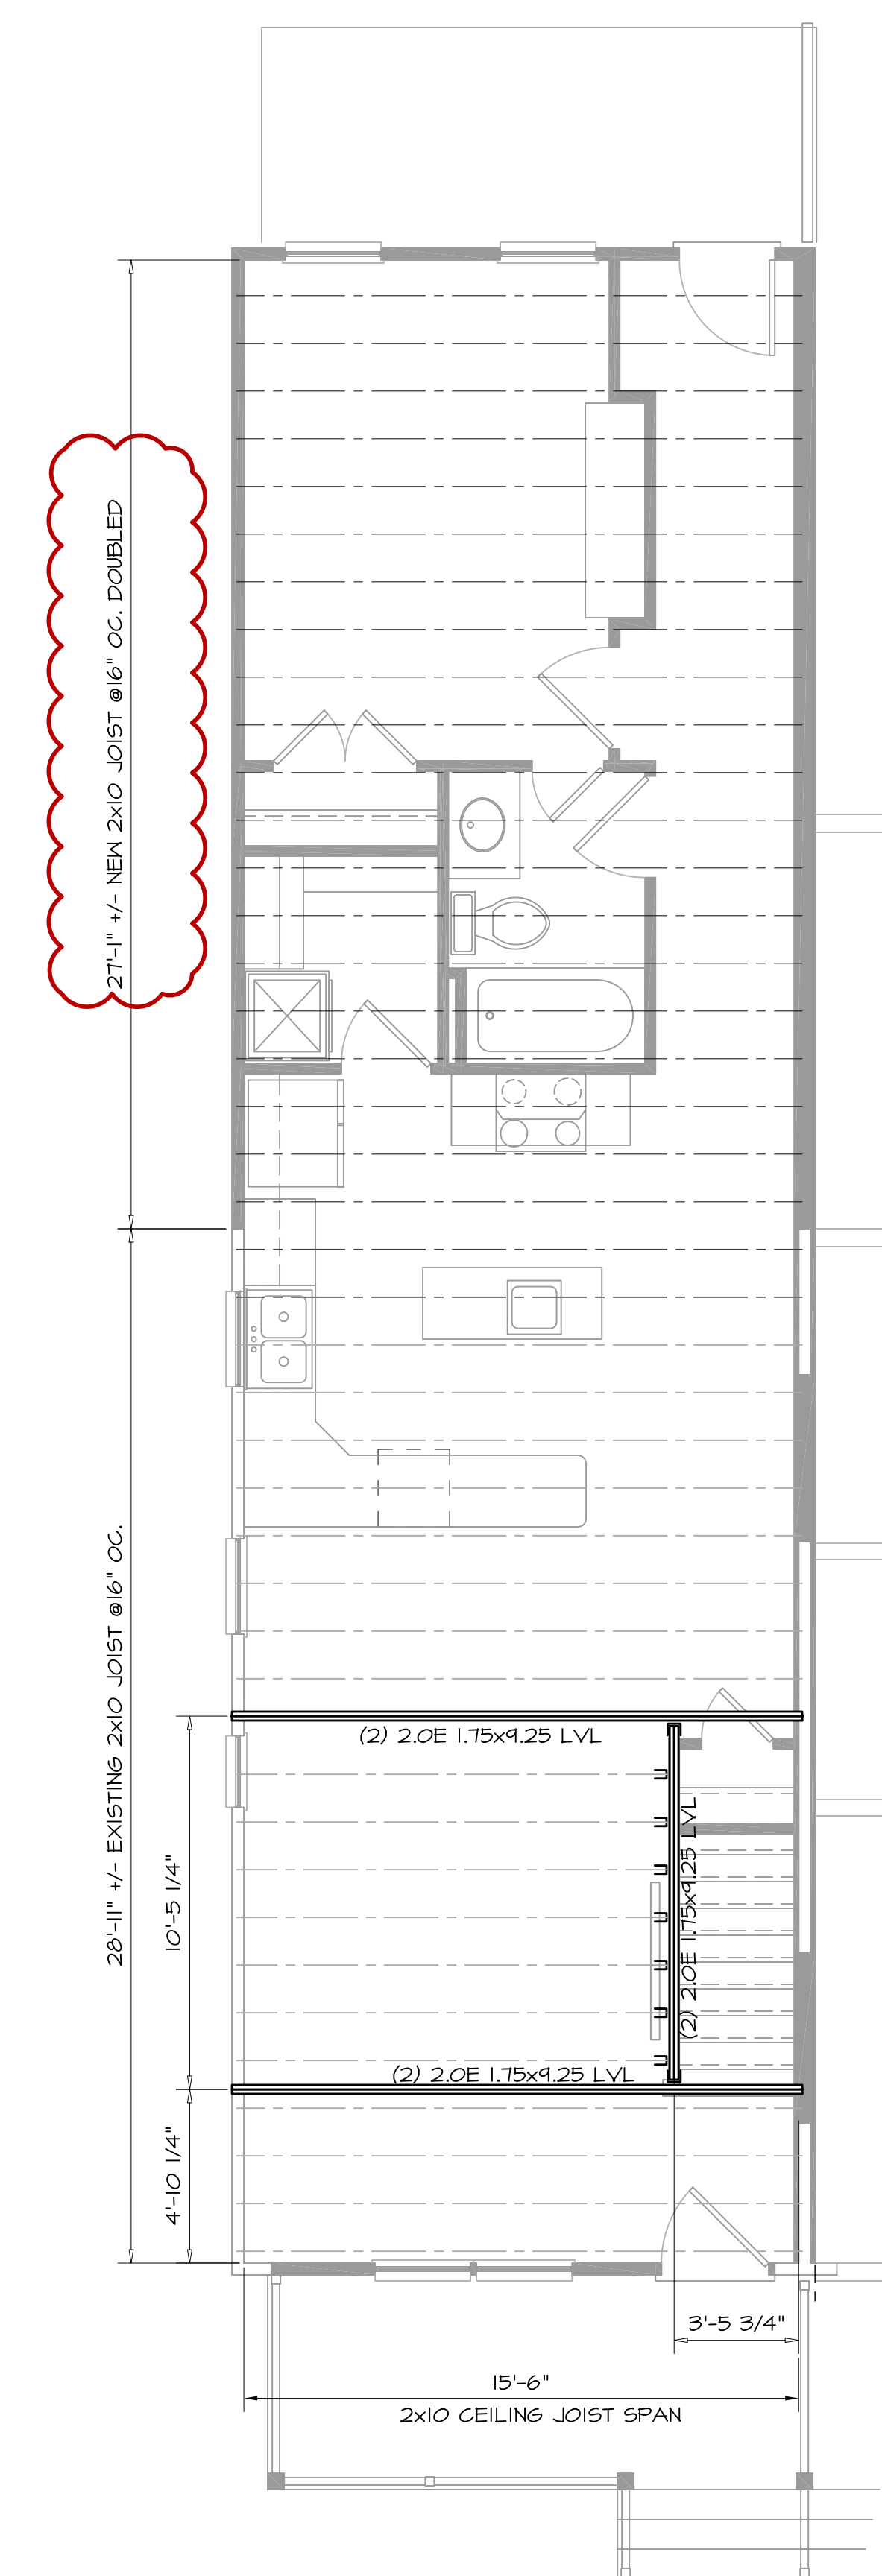 27'-1" +/- NEW 2x10 JOIST @16" OC. DOUBLED
28'-11" +/- EXISTING 2x10 JOIST @16" OC.
(2) 2.0E 1.75x9.25 LVL
(2) 2.0E 1.75x9.25 LVL
10'-5 1/4"
(2) 2.0E 1.75x9.25 LVL
4'-10 1/4"
3'-5 3/4"
15'-6"
2x10 CEILING JOIST SPAN